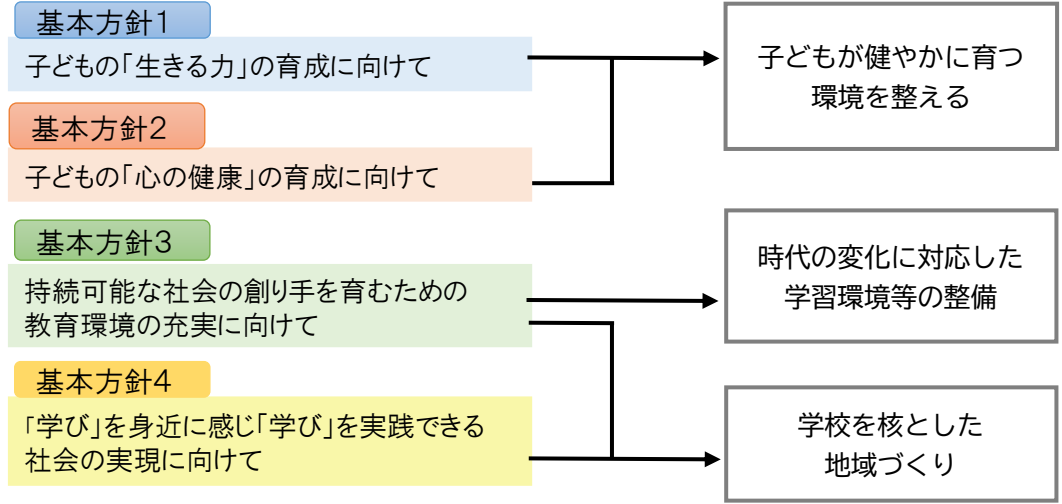 基本方針1
子どもの「生きる力」の育成に向けて
基本方針2
子どもの「心の健康」の育成に向けて
基本方針3
持続可能な社会の創り手を育むための
教育環境の充実に向けて
基本方針4
「学び」を身近に感じ「学び」を実践できる
社会の実現に向けて
子どもが健やかに育つ
環境を整える
時代の変化に対応した
学習環境等の整備
学校を核とした
地域づくり